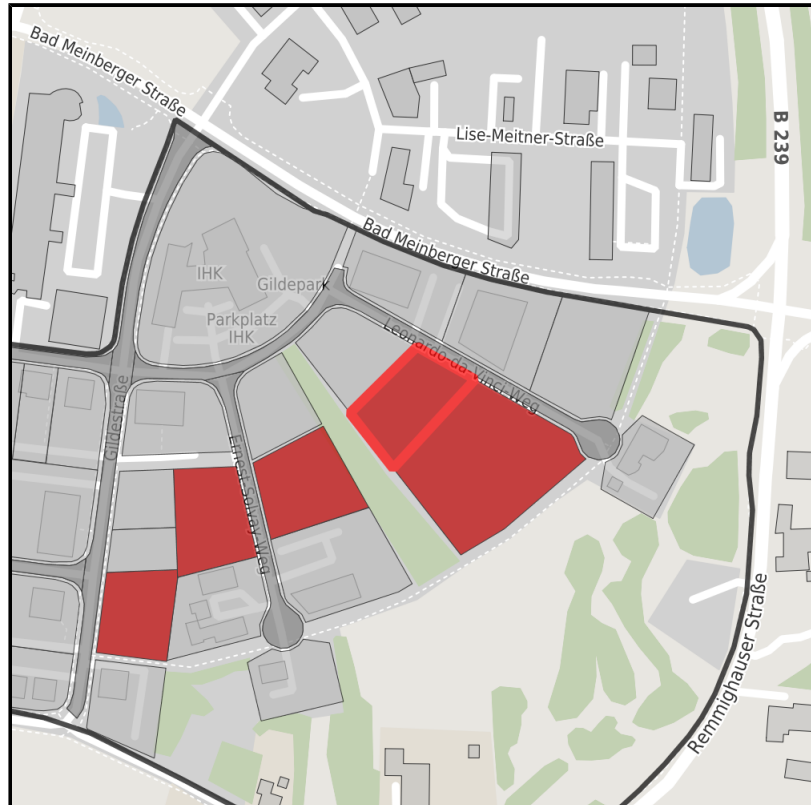 Bad Meinberger Straße
B 239
Lise-Meitner-Straße
Bad Meinberger Straße
IHK
Gildepark
Parkplatz
IHK
Leonardo-da-Vinci-Weg
Gildestraße
Ernest-Solvay-Weg
Remmighauser Straße